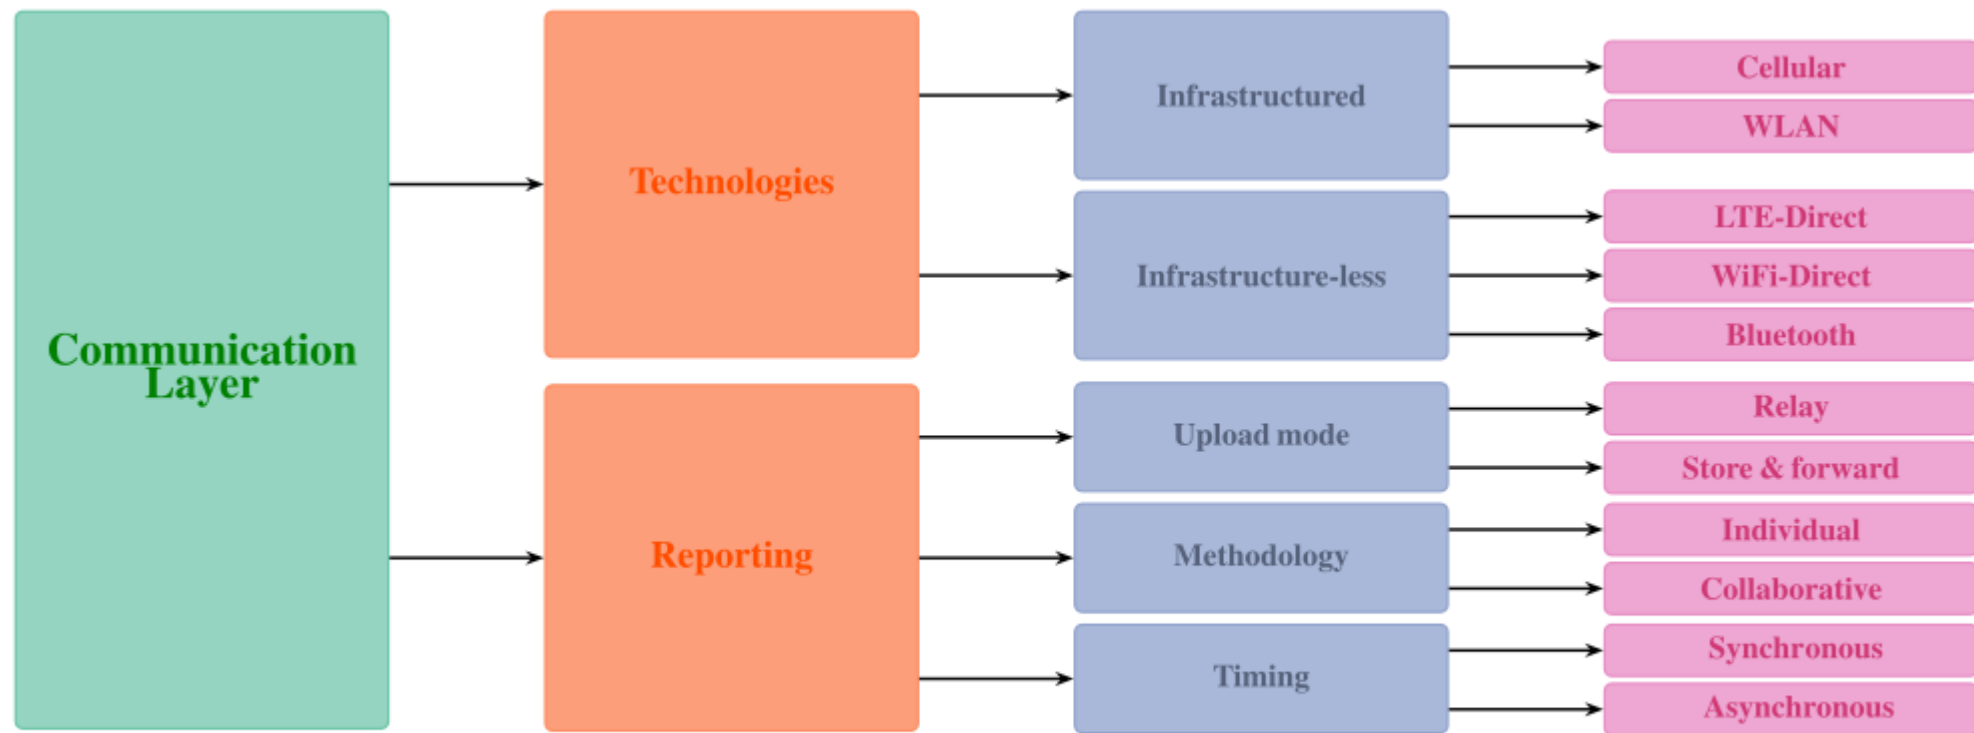 Communication
Layer
Technologies
Reporting
Infrastructured
Infrastructure-less
Upload mode
Methodology
Timing
Cellular
WLAN
LTE-Direct
WiFi-Direct
Bluetooth
Relay
Store & forward
Individual
Collaborative
Synchronous
Asynchronous